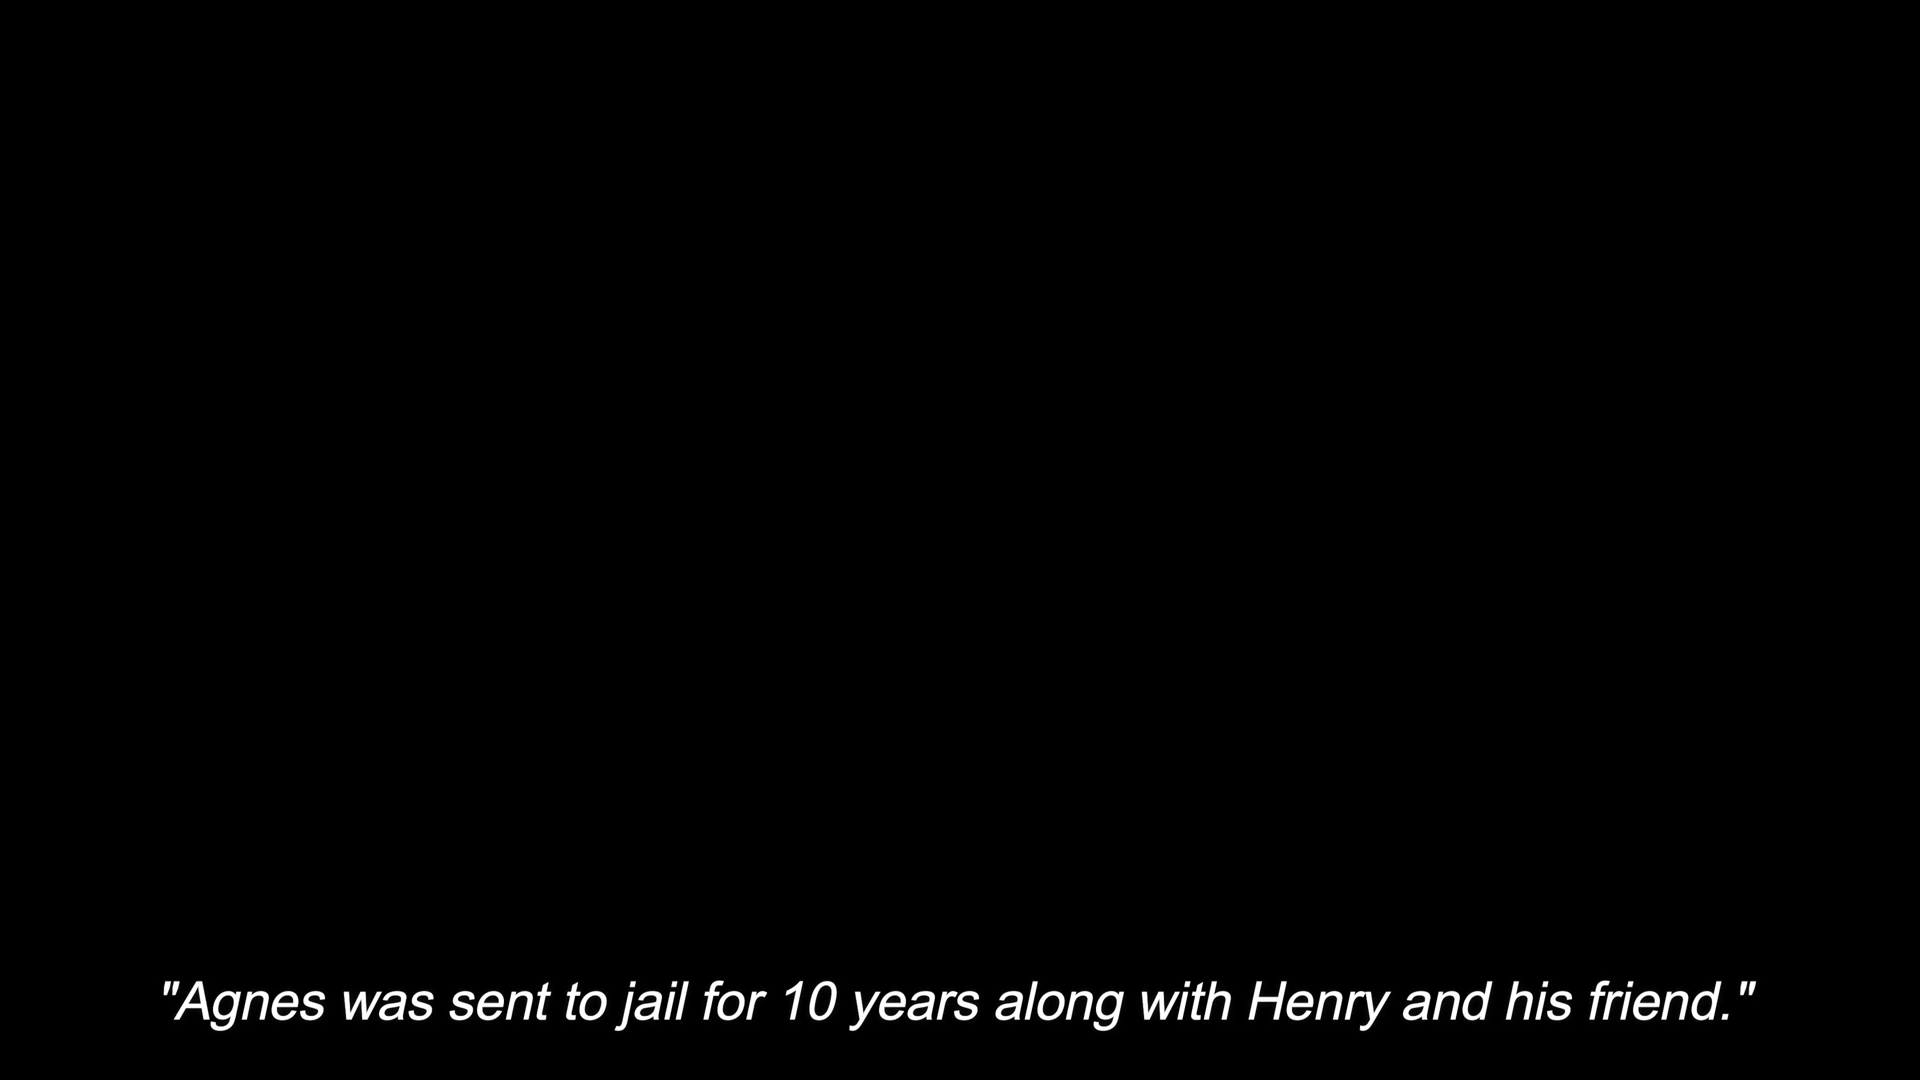 "Agnes was sent to jail for 10 years along with Henry and his friend."